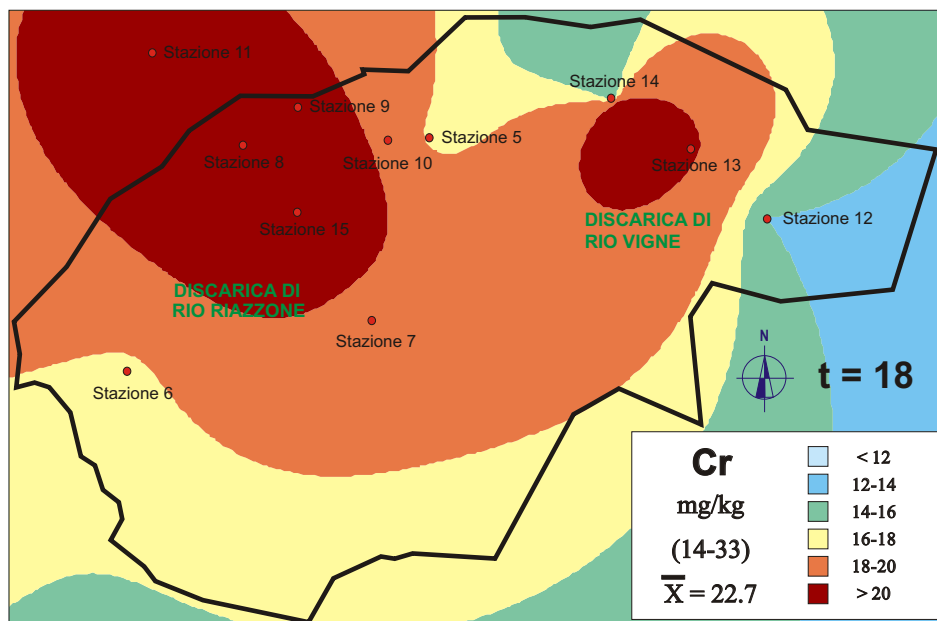 Stazione 11
Stazione 14
Stazione 9
Stazione 5
Stazione 8
Stazione 10
Stazione 13
Stazione 15
DISCARICA DI
RIO VIGNE
Stazione 12
DISCARICA DI
RIO RIAZZONE
Stazione 7
N
t = 18
Stazione 6
Cr
mg/kg
(14-33)
X̅ = 22.7
< 12
12-14
14-16
16-18
18-20
> 20